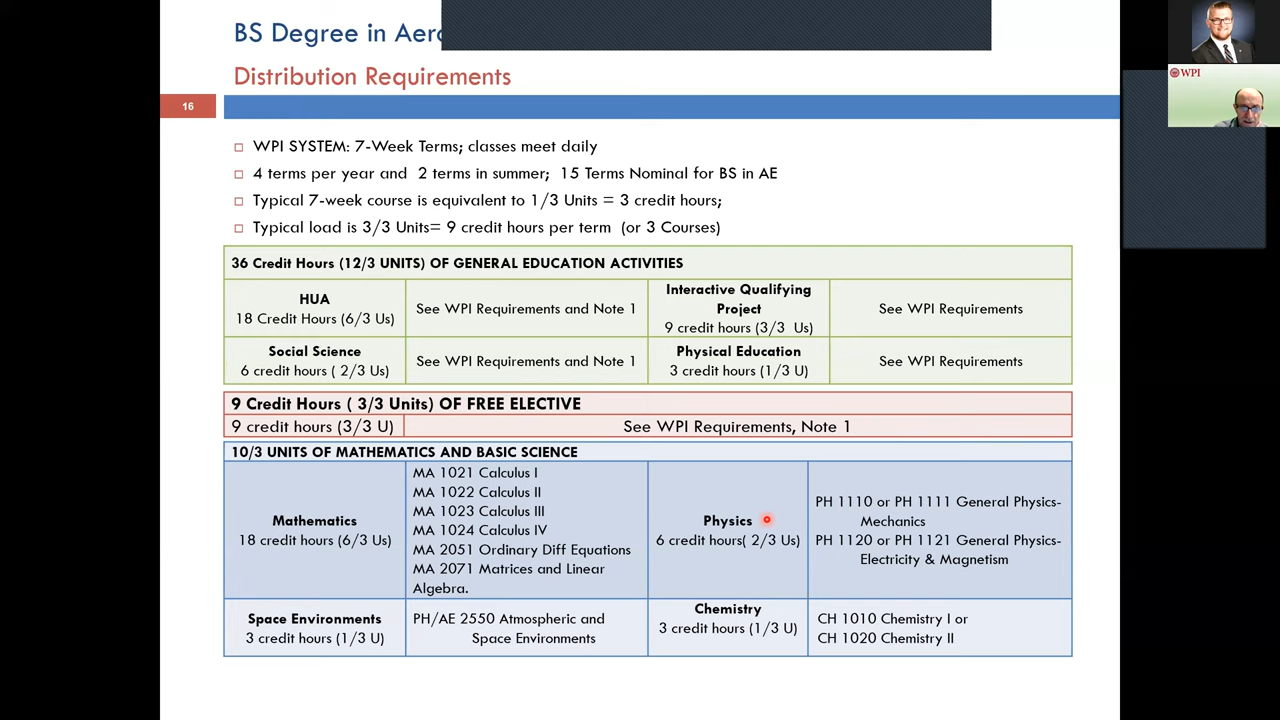 BS Degree in Aero
Distribution Requirements
16
WPI
WPI SYSTEM: 7-Week Terms; classes meet daily
4 terms per year and 2 terms in summer; 15 Terms Nominal for BS in AE
Typical 7-week course is equivalent to 1/3 Units = 3 credit hours;
Typical load is 3/3 Units= 9 credit hours per term (or 3 Courses)
36 Credit Hours (12/3 UNITS) OF GENERAL EDUCATION ACTIVITIES
HUA
18 Credit Hours (6/3 Us)
See WPI Requirements and Note 1
Interactive Qualifying
Project
9 credit hours (3/3 Us)
See WPI Requirements
Social Science
6 credit hours ( 2/3 Us)
See WPI Requirements and Note 1
Physical Education
3 credit hours (1/3 U)
See WPI Requirements
9 Credit Hours ( 3/3 Units) OF FREE ELECTIVE
9 credit hours (3/3 U)
See WPI Requirements, Note 1
10/3 UNITS OF MATHEMATICS AND BASIC SCIENCE
Mathematics
18 credit hours (6/3 Us)
MA 1021 Calculus I
MA 1022 Calculus II
MA 1023 Calculus III
MA 1024 Calculus IV
MA 2051 Ordinary Diff Equations
MA 2071 Matrices and Linear
Algebra.
Physics
6 credit hours( 2/3 Us)
PH 1110 or PH 1111 General Physics-
Mechanics
PH 1120 or PH 1121 General Physics-
Electricity & Magnetism
Space Environments
3 credit hours (1/3 U)
PH/AE 2550 Atmospheric and
Space Environments
Chemistry
3 credit hours (1/3 U)
CH 1010 Chemistry I or
CH 1020 Chemistry II